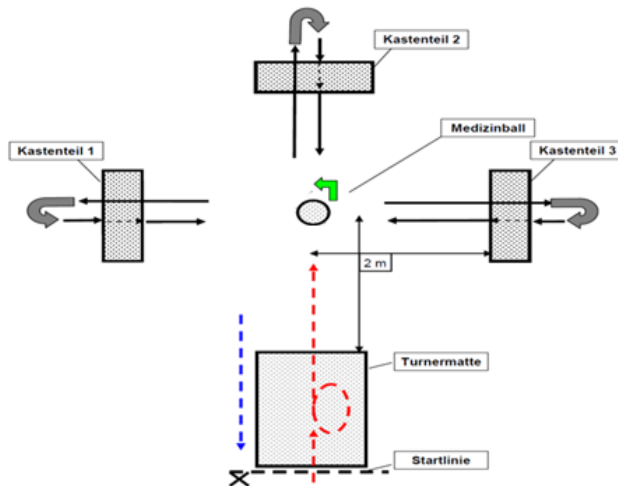 Kastenteil 2
Medizinball
Kastenteil 1
Kastenteil 3
2 m
Turnermatte
Startlinie